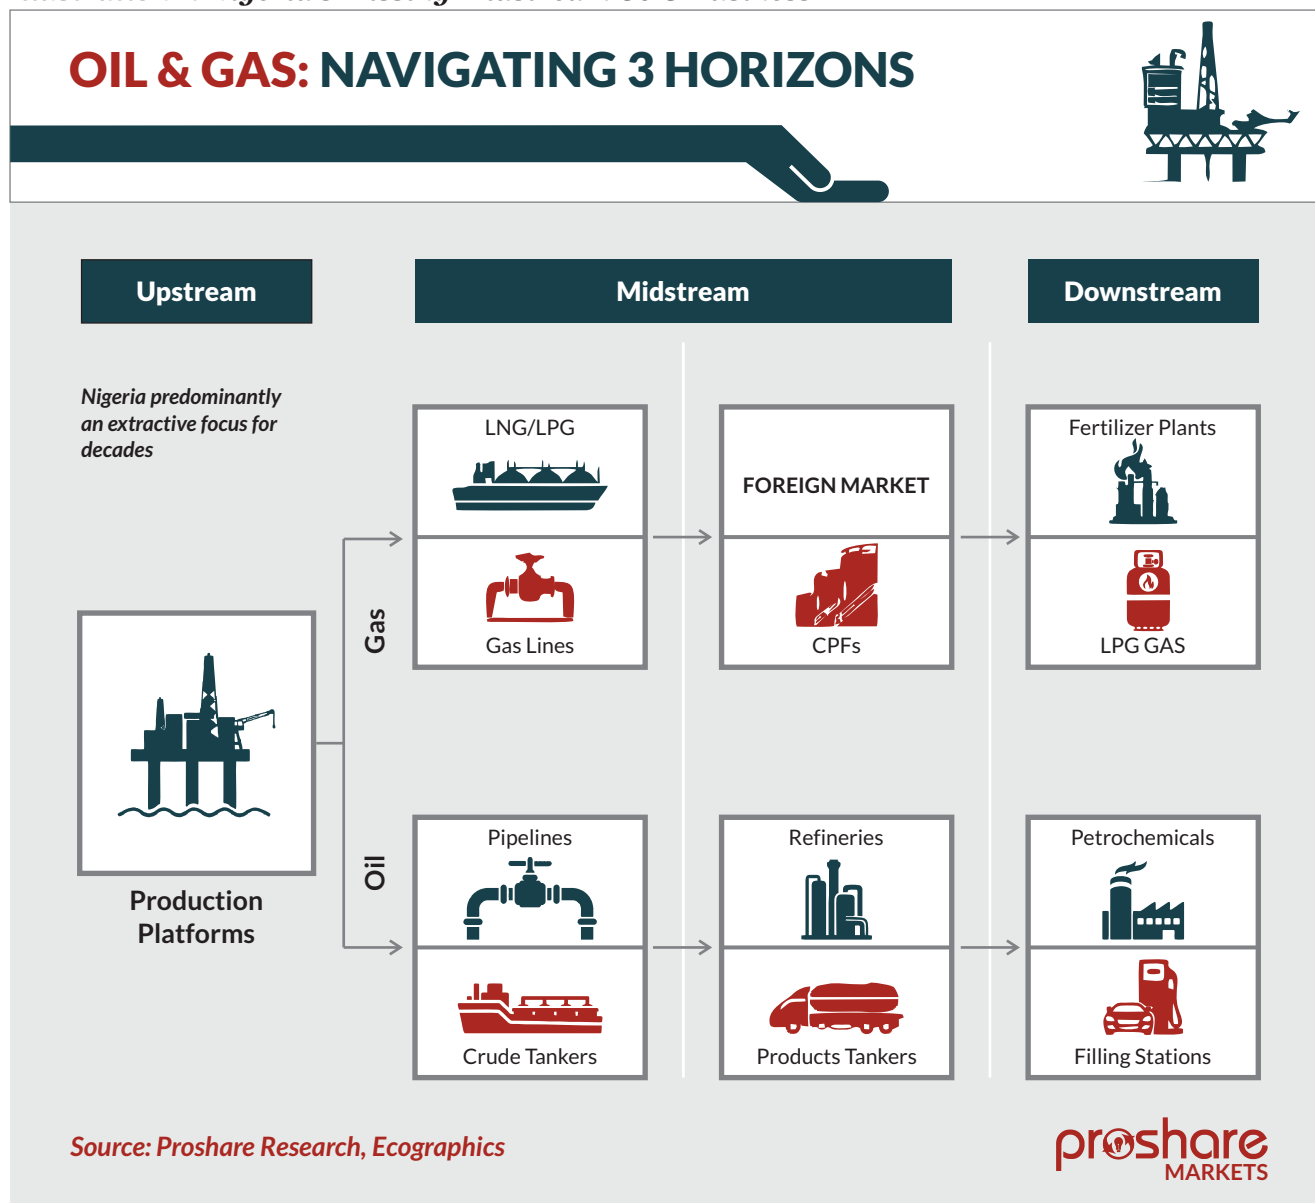 OIL & GAS: NAVIGATING 3 HORIZONS
Upstream
Midstream
Downstream
Nigeria predominantly
an extractive focus for
decades
LNG/LPG
FOREIGN MARKET
Fertilizer Plants
Gas
Gas Lines
CPFs
LPG GAS
Production
Platforms
Oil
Pipelines
Refineries
Petrochemicals
Crude Tankers
Products Tankers
Filling Stations
Source: Proshare Research, Ecographics
proshare
MARKETS